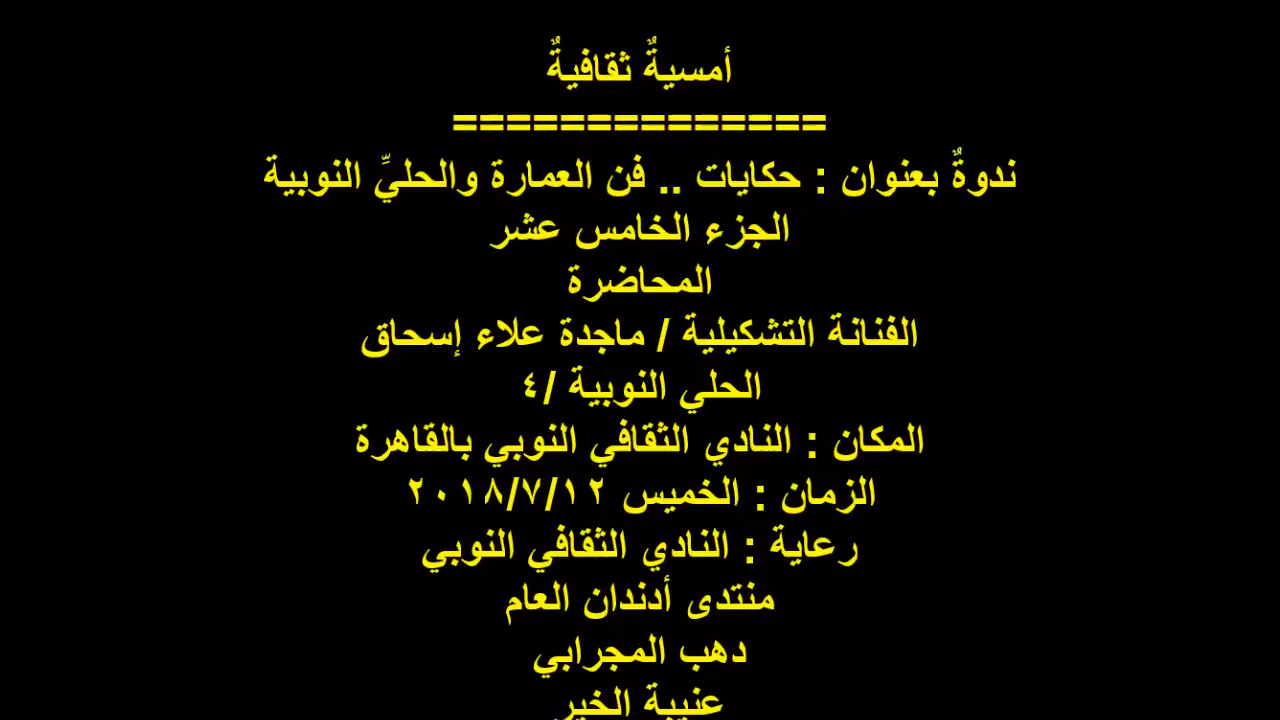 أمسيةٌ ثقافيةٌ
==============
ندوةٌ بعنوان : حكايات .. فن العمارة والحليِّ النوبية
الجزء الخامس عشر
المحاضرة
الفنانة التشكيلية / ماجدة علاء إسحاق
الحلي النوبية /٤
المكان : النادي الثقافي النوبي بالقاهرة
الزمان : الخميس ٢٠١٨/٧/١٢
رعاية : النادي الثقافي النوبي
منتدى أدندان العام
دهب المجرابي
عنيبة الخير